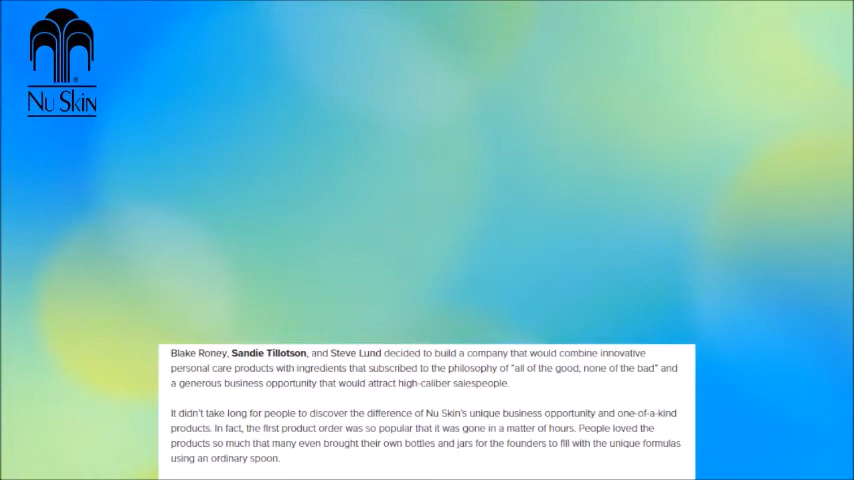 NU SKIN
Blake Roney, Sandie Tillotson, and Steve Lund decided to build a company that would combine innovative
personal care products with ingredients that subscribed to the philosophy of "all of the good, none of the bad" and
a generous business opportunity that would attract high-caliber salespeople.
It didn't take long for people to discover the difference of Nu Skin's unique business opportunity and one-of-a-kind
products. In fact, the first product order was so popular that it was gone in a matter of hours. People loved the
products so much that many even brought their own bottles and jars for the founders to fill with the unique formulas
using an ordinary spoon.